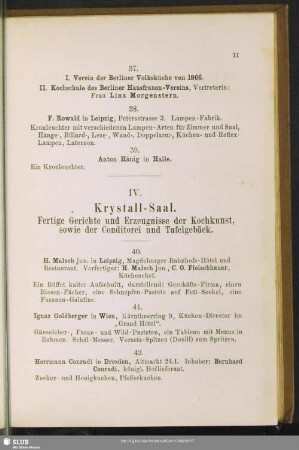 11
37.
I. Verein der Berliner Volksküche von 1866.
II. Kochschule des Berliner Hausfrauen-Vereins, Vertreterin:
Frau Lina Morgenstern.
38.
F. Rowald in Leipzig, Petersstrasse 3. Lampen-Fabrik.
Kronleuchter mit verschiedenen Lampen-Arten für Zimmer und Saal,
Hänge-, Billard-, Lese-, Wand-, Doppelarm-, Küchen- und Reflex-
Lampen, Laternen.
39.
Anton Hönig in Halle.
Ein Kronleuchter.
IV.
Krystall-Saal.
Fertige Gerichte und Erzeugnisse der Kochkunst,
sowie der Conditorei und Tafelgebäck.
40.
H. Malsch jun. in Leipzig, Magdeburger Bahnhofs-Hôtel und
Restaurant. Verfertiger: H. Malsch jun., C. O. Fleischhauer,
Küchenchef.
Ein Büffet kalter Aufschnitt, darstellend: Geschäfts-Firma, einen
Riesen-Fächer, eine Schnepfen-Pastete auf Fett-Sockel, eine
Fasanen-Galatine.
41.
Ignaz Goldberger in Wien, Kärnthnerring 9, Küchen-Director im
„Grand Hôtel".
Gänseleber-, Fasan- und Wild-Pasteten, ein Tableau mit Menus in
Rahmen. Schäl-Messer, Vorsetz-Spitzen zum Spritzen.
42.
Herrmann Conradi in Dresden, Altmarkt 24.I. Inhaber: Bernhard
Conradi, königl. Hoflieferant.
Zucker- und Honigkuchen, Pfefferkuchen.
SLUB
Wir führen Wissen.